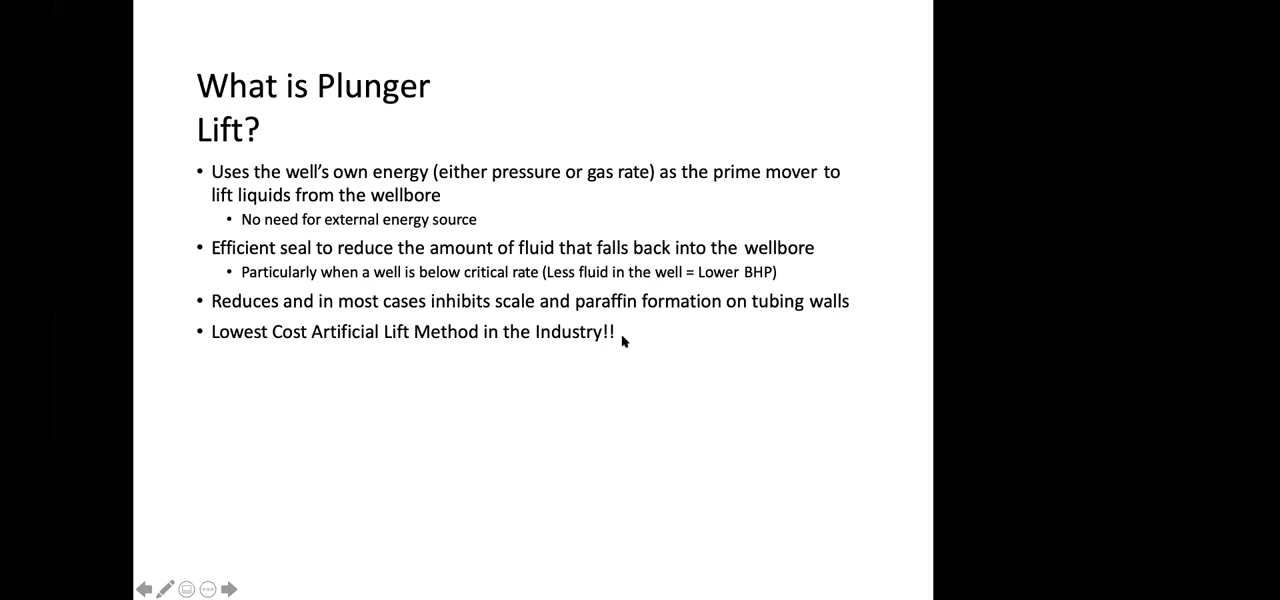 What is Plunger
Lift?
• Uses the well's own energy (either pressure or gas rate) as the prime mover to
lift liquids from the wellbore
• No need for external energy source
• Efficient seal to reduce the amount of fluid that falls back into the wellbore
• Particularly when a well is below critical rate (Less fluid in the well = Lower BHP)
• Reduces and in most cases inhibits scale and paraffin formation on tubing walls
• Lowest Cost Artificial Lift Method in the Industry!!